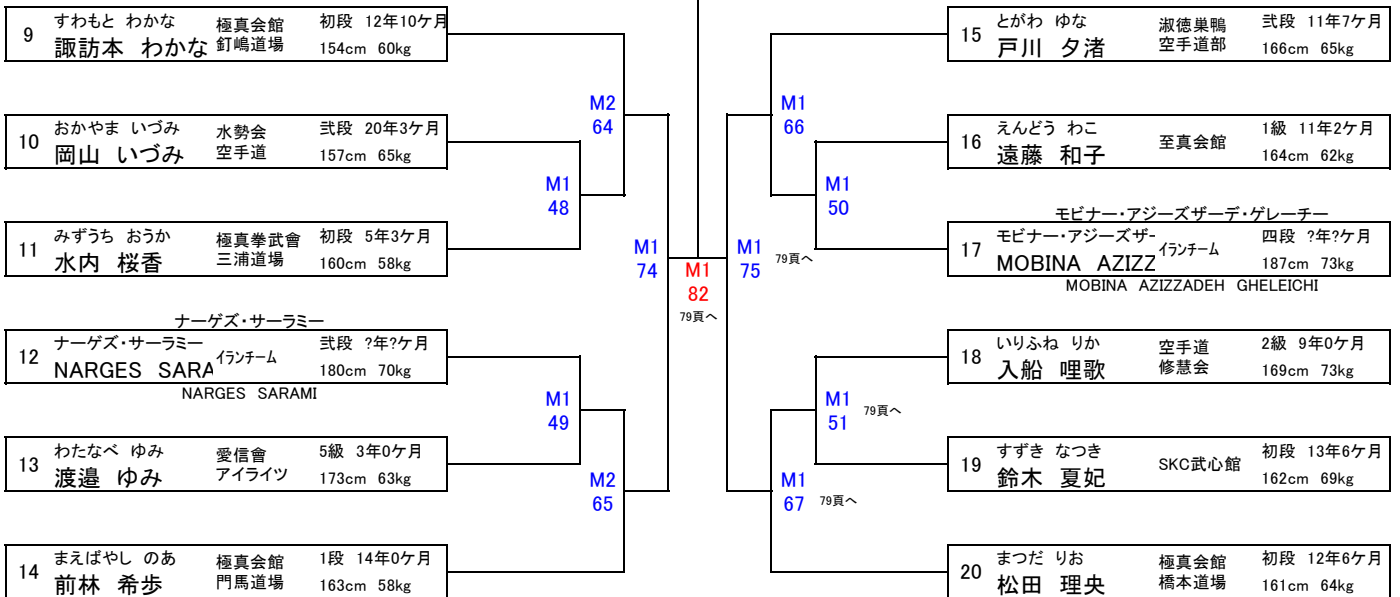 9
すわもと わかな
諏訪本 わかな
極真会館
釘嶋道場
初段 12年10ケ月
154cm 60kg
10
おかやま いづみ
岡山 いづみ
水勢会
空手道
弐段 20年3ケ月
157cm 65kg
11
みずうち おうか
水内 桜香
極真拳武會
三浦道場
初段 5年3ケ月
160cm 58kg
ナーゲズ・サーラミー
12
ナーゲズ・サーラミー
NARGES SARA
イランチーム
弐段 ?年?ケ月
180cm 70kg
NARGES SARAMI
13
わたなべ ゆみ
渡邉 ゆみ
愛信會
アイライツ
5級 3年0ケ月
173cm 63kg
14
まえばやし のあ
前林 希歩
極真会館
門馬道場
1段 14年0ケ月
163cm 58kg
M2
64
M1
48
M1
74
M1
49
M2
65
M1
82
79頁へ
M1
75
79頁へ
M1
66
M1
50
M1
51
79頁へ
M1
67
79頁へ
15
とがわ ゆな
戸川 夕渚
淑徳巣鴨
空手道部
弐段 11年7ケ月
166cm 65kg
16
えんどう わこ
遠藤 和子
至真会館
1級 11年2ケ月
164cm 62kg
モビナー・アジーズザーデ・ゲレーチー
17
モビナー・アジーズザｰ
MOBINA AZIZZ
イランチーム
四段 ?年?ケ月
187cm 73kg
MOBINA AZIZZADEH GHELEICHI
18
いりふね りか
入船 哩歌
空手道
修慧会
2級 9年0ケ月
169cm 73kg
19
すずき なつき
鈴木 夏妃
SKC武心館
初段 13年6ケ月
162cm 69kg
20
まつだ りお
松田 理央
極真会館
橋本道場
初段 12年6ケ月
161cm 64kg